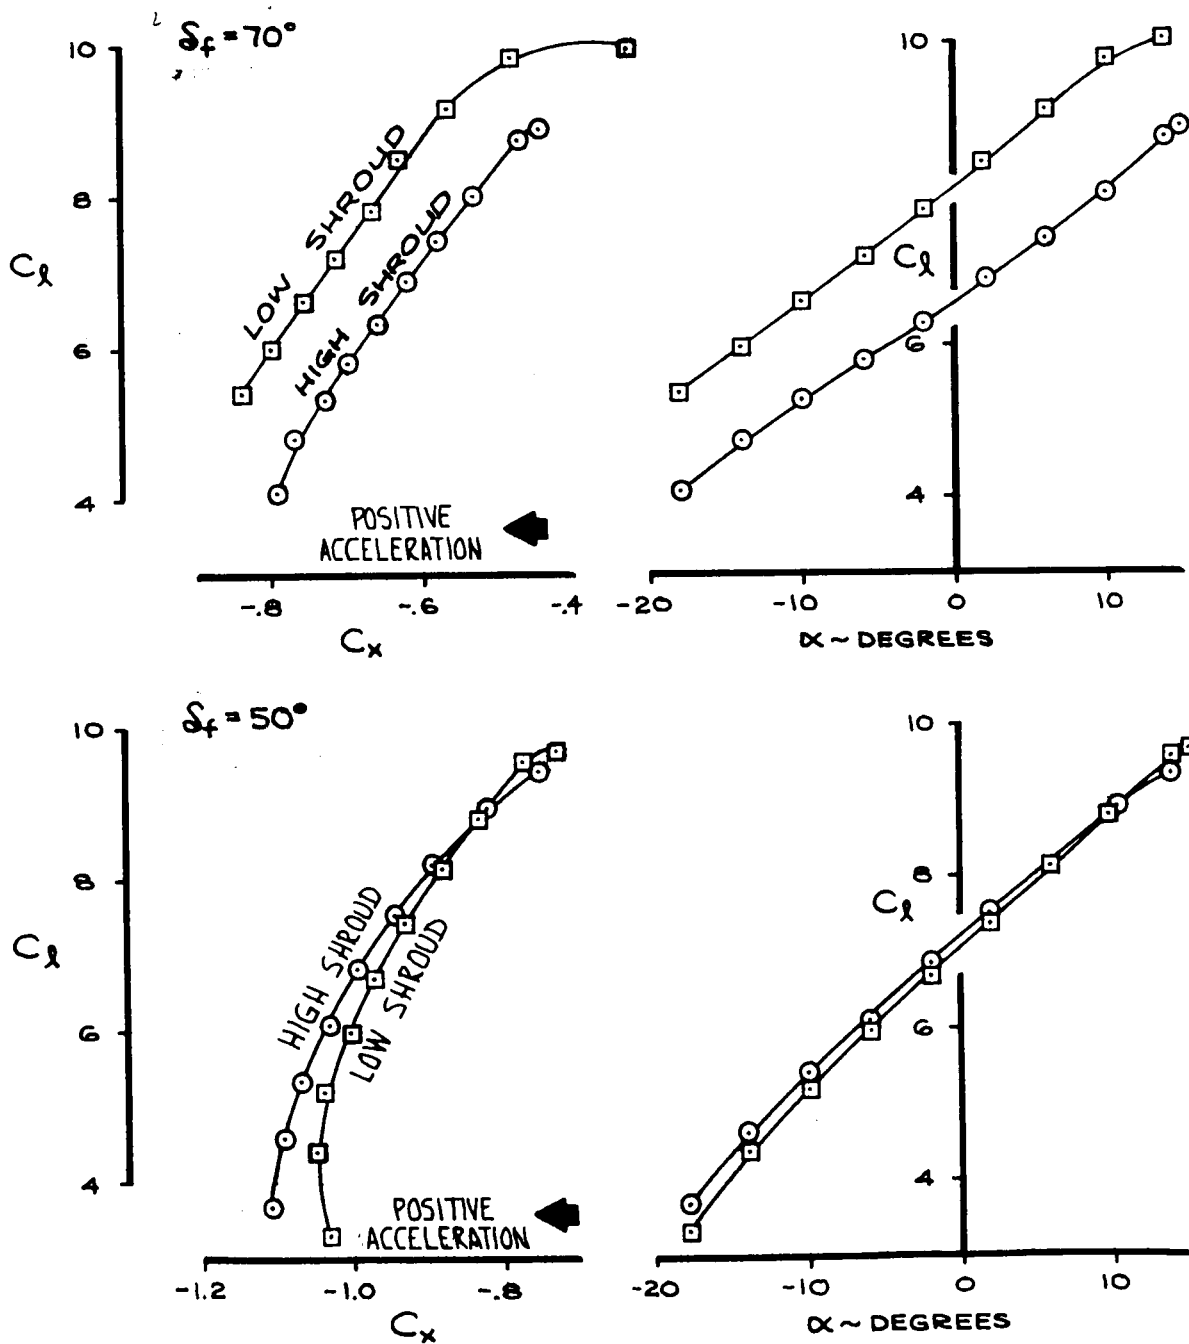 δf = 70°
10
8
6
4
Cl
LOW SHROUD
HIGH SHROUD
POSITIVE
ACCELERATION
-.8
-.6
-.4
Cx
10
Cl
6
4
-20
-10
0
10
α ~ DEGREES
δf = 50°
10
8
6
4
Cl
HIGH SHROUD
LOW SHROUD
POSITIVE
ACCELERATION
-1.2
-1.0
-.8
Cx
10
8
Cl
6
4
-20
-10
0
10
α ~ DEGREES